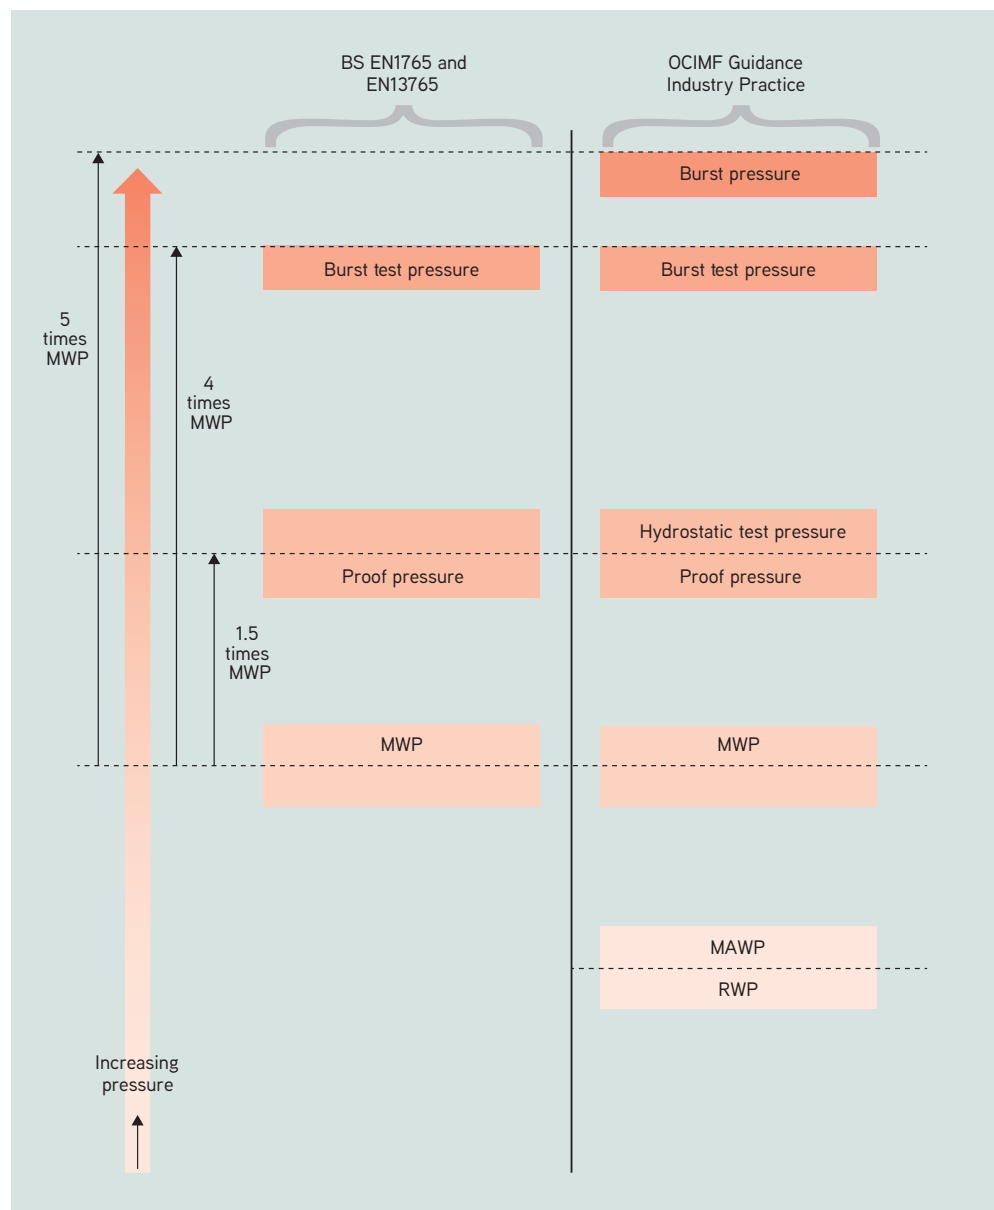 BS EN1765 and
EN13765
OCIMF Guidance
Industry Practice
Burst pressure
Burst test pressure
Burst test pressure
5
times
MWP
4
times
MWP
Hydrostatic test pressure
Proof pressure
Proof pressure
1.5
times
MWP
MWP
MWP
MAWP
RWP
Increasing
pressure